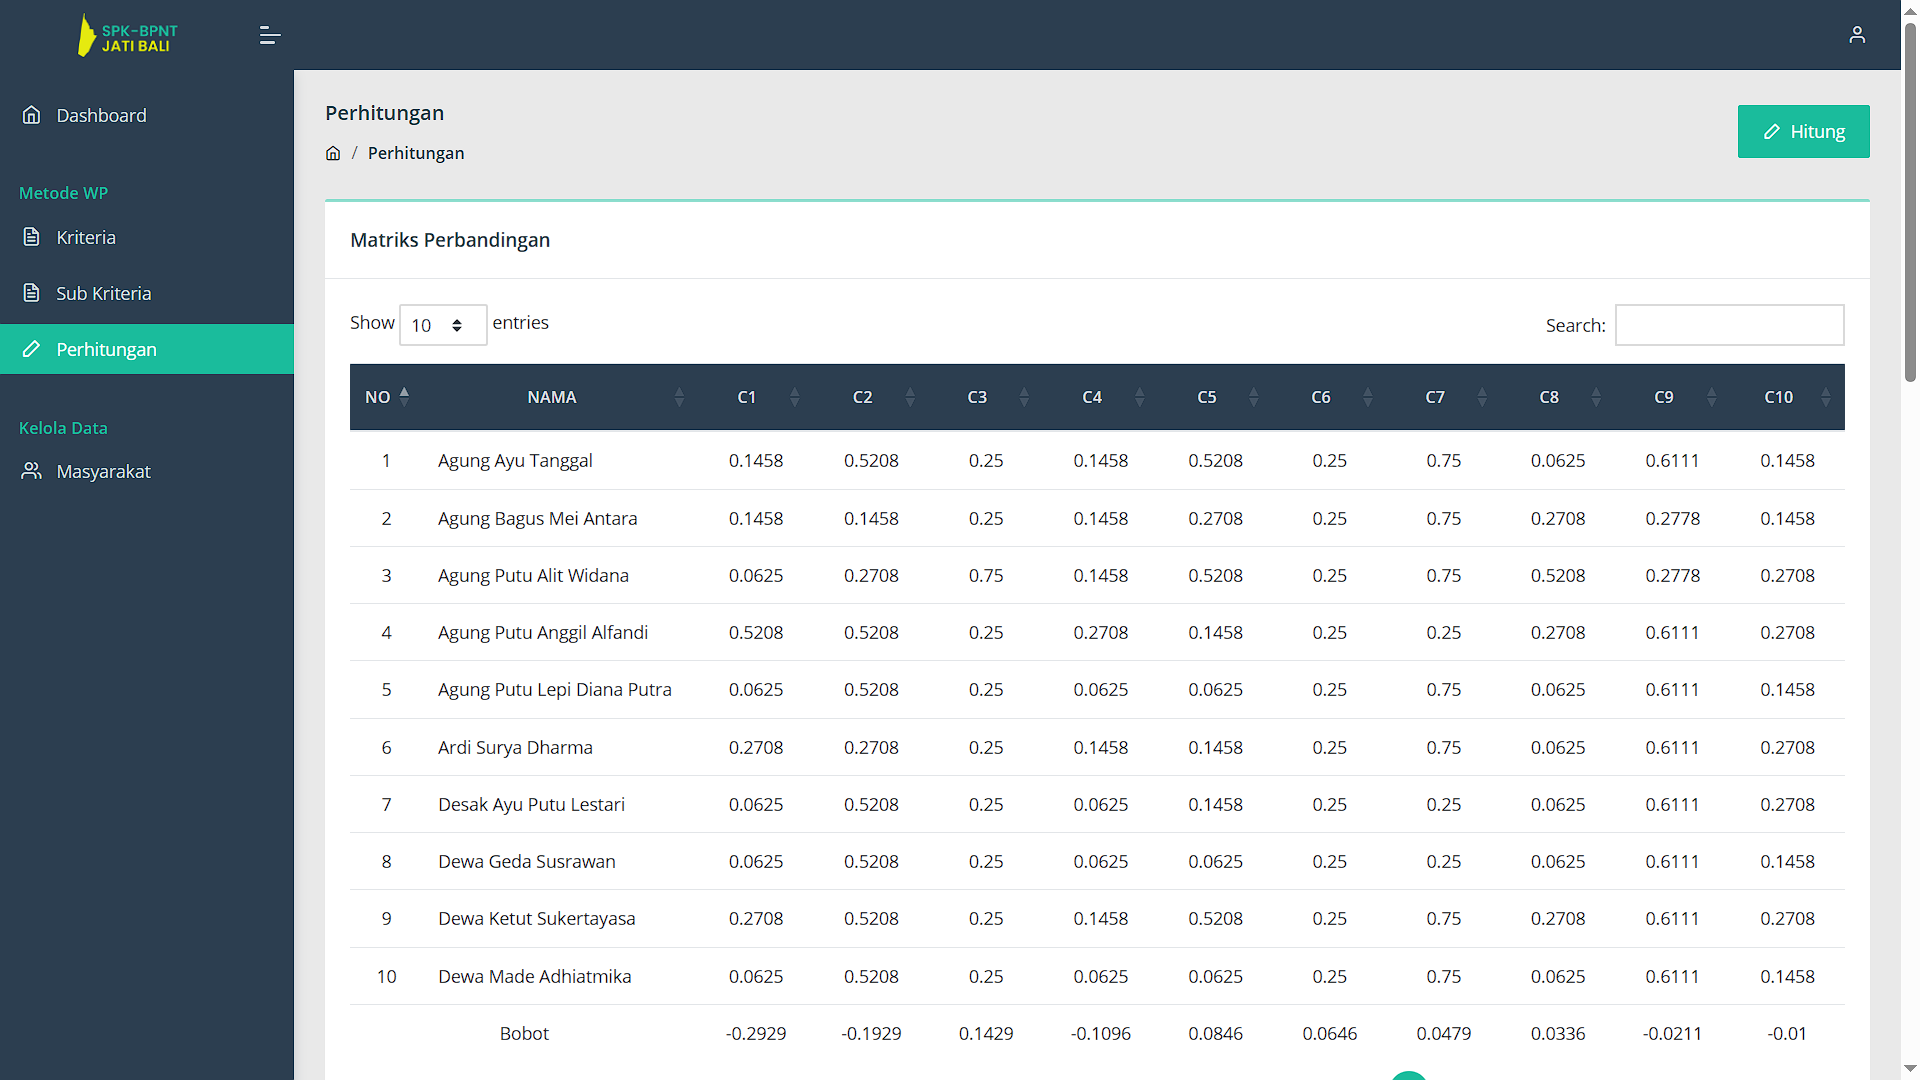 SPK-BPNT
JATI BALI
Dashboard
Metode WP
Kriteria
Sub Kriteria
Perhitungan
Kelola Data
Masyarakat
Perhitungan
/ Perhitungan
Hitung
Matriks Perbandingan
Show 10 entries
Search:
NO NAMA C1 C2 C3 C4 C5 C6 C7 C8 C9 C10
1 Agung Ayu Tanggal 0.1458 0.5208 0.25 0.1458 0.5208 0.25 0.75 0.0625 0.6111 0.1458
2 Agung Bagus Mei Antara 0.1458 0.1458 0.25 0.1458 0.2708 0.25 0.75 0.2708 0.2778 0.1458
3 Agung Putu Alit Widana 0.0625 0.2708 0.75 0.1458 0.5208 0.25 0.75 0.5208 0.2778 0.2708
4 Agung Putu Anggil Alfandi 0.5208 0.5208 0.25 0.2708 0.1458 0.25 0.25 0.2708 0.6111 0.2708
5 Agung Putu Lepi Diana Putra 0.0625 0.5208 0.25 0.0625 0.0625 0.25 0.75 0.0625 0.6111 0.1458
6 Ardi Surya Dharma 0.2708 0.2708 0.25 0.1458 0.1458 0.25 0.75 0.0625 0.6111 0.2708
7 Desak Ayu Putu Lestari 0.0625 0.5208 0.25 0.0625 0.1458 0.25 0.25 0.0625 0.6111 0.2708
8 Dewa Geda Susrawan 0.0625 0.5208 0.25 0.0625 0.0625 0.25 0.25 0.0625 0.6111 0.1458
9 Dewa Ketut Sukertayasa 0.2708 0.5208 0.25 0.1458 0.5208 0.25 0.75 0.2708 0.6111 0.2708
10 Dewa Made Adhiatmika 0.0625 0.5208 0.25 0.0625 0.0625 0.25 0.75 0.0625 0.6111 0.1458
Bobot -0.2929 -0.1929 0.1429 -0.1096 0.0846 0.0646 0.0479 0.0336 -0.0211 -0.01